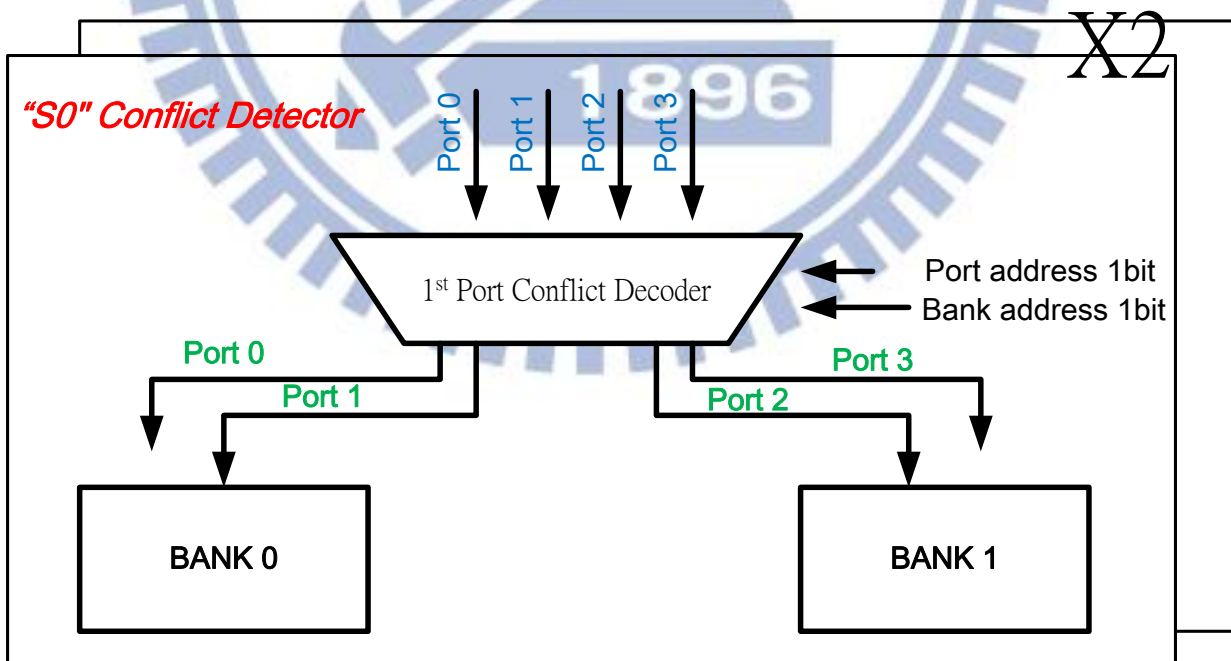 X2
“S0" Conflict Detector
Port 0
Port 1
Port 2
Port 3
1896
1st Port Conflict Decoder
Port address 1bit
Bank address 1bit
Port 0
Port 1
Port 2
Port 3
BANK 0
BANK 1